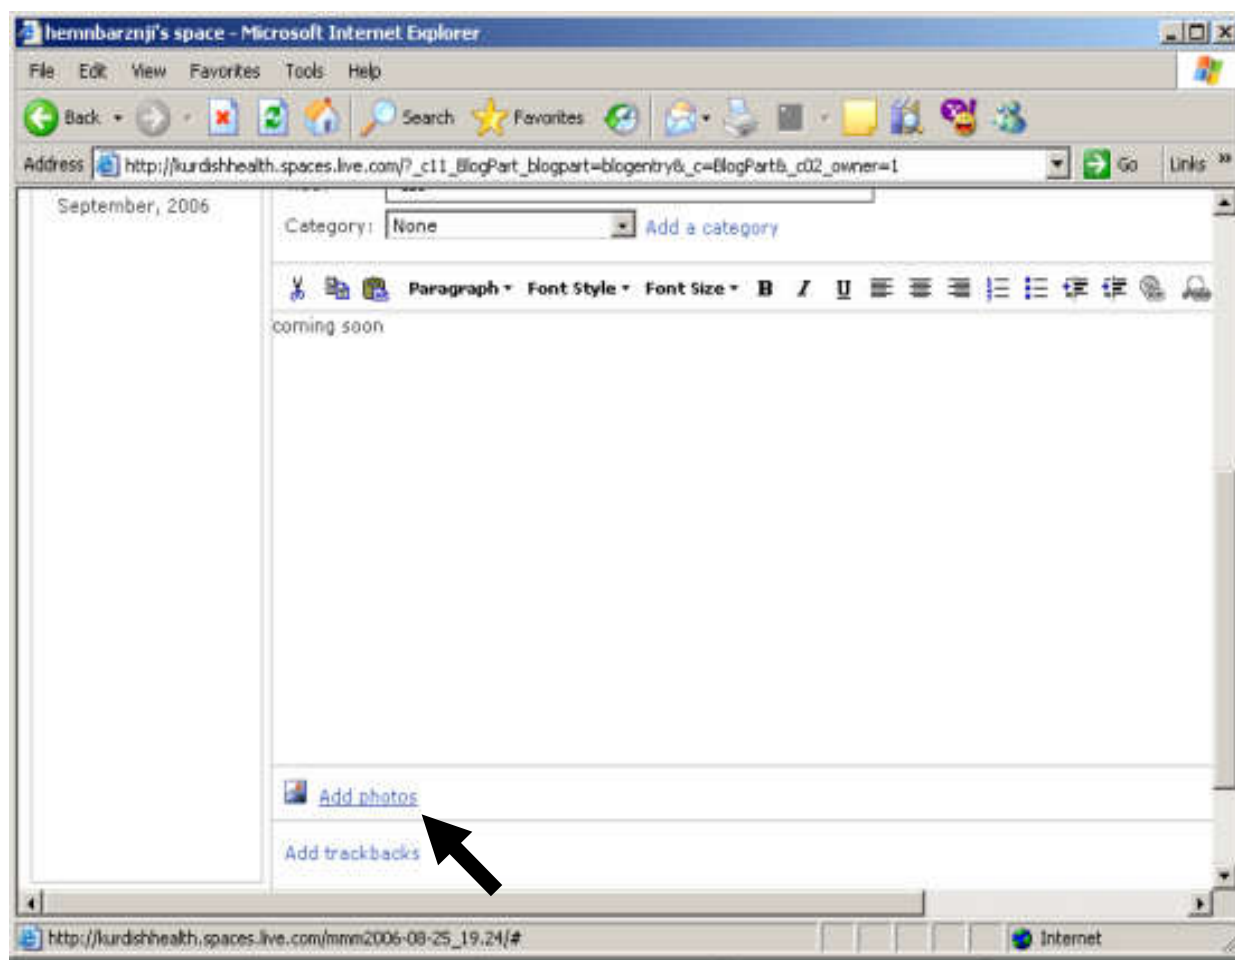 hemnbarznji's space - Microsoft Internet Explorer
File Edit View Favorites Tools Help
Back Search Favorites
Address http://kurdishhealth.spaces.live.com/?_c11_BlogPart_blogpart=blogentry&_c=BlogPart&_c02_owner=1 Go Links »
September, 2006
Category: None Add a category
Paragraph Font Style Font Size B I U
coming soon
Add photos
Add trackbacks
http://kurdishhealth.spaces.live.com/mmm2006-08-25_19.24/# Internet